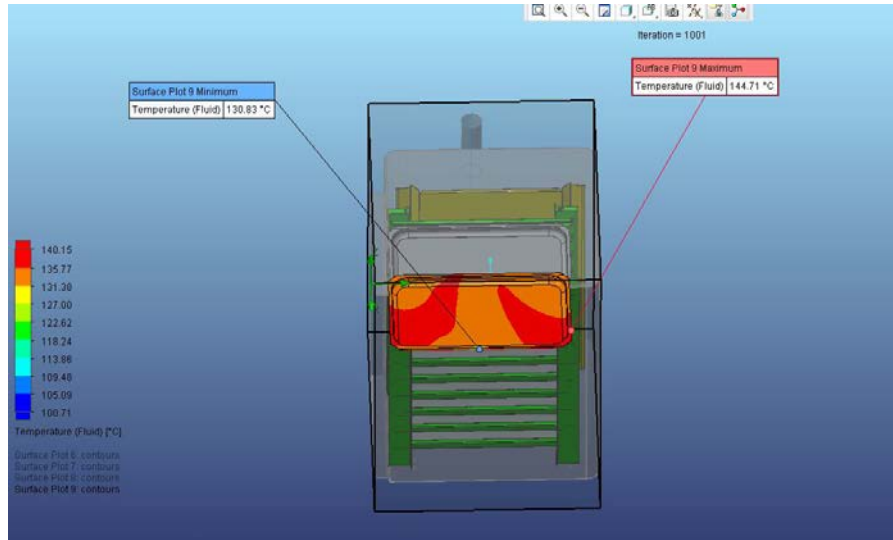 Iteration = 1001
Surface Plot 9 Maximum
Temperature (Fluid) 144.71 °C
Surface Plot 9 Minimum
Temperature (Fluid) 130.83 °C
140.15
135.77
131.38
127.00
122.62
118.24
113.86
109.48
105.09
100.71
Temperature (Fluid) [°C]
Surface Plot 6: contours
Surface Plot 7: contours
Surface Plot 8: contours
Surface Plot 9: contours